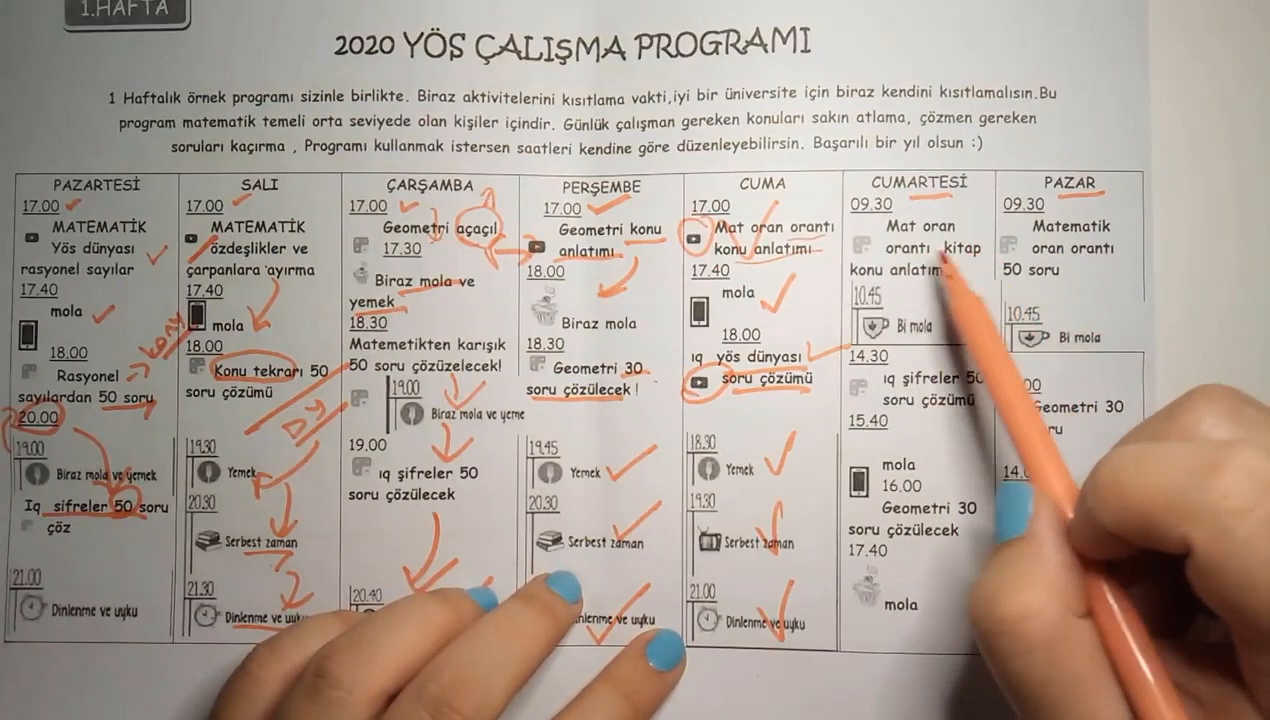 1.HAFTA
2020 YÖS ÇALIŞMA PROGRAMI
1 Haftalık örnek programı sizinle birlikte. Biraz aktivitelerini kısıtlama vakti,iyi bir üniversite için biraz kendini kısıtlamalısın.Bu
program matematik temeli orta seviyede olan kişiler içindir. Günlük çalışman gereken konuları sakın atlama, çözmen gereken
soruları kaçırma , Programı kullanmak istersen saatleri kendine göre düzenleyebilirsin. Başarılı bir yıl olsun :)
PAZARTESİ
17.00
MATEMATİK
Yös dünyası
rasyonel sayılar
17.40
mola
18.00
Rasyonel
sayılardan 50 soru
20.00
19.00
Biraz mola ve yemek
Iq sifreler 50 soru
çöz
21.00
Dinlenme ve uyku
SALI
17.00
MATEMATİK
özdeşlikler ve
çarpanlara ayırma
17.40
mola
18.00
Konu tekrarı 50
soru çözümü
19.30
Yemek
20.30
Serbest zaman
21.30
Dinlenme ve
ÇARŞAMBA
17.00
Geometri açaçıl
17.30
Biraz mola ve
yemek
18.30
Matemetikten karışık
50 soru çözüzelecek!
19.00
Biraz mola ve yeme
19.00
ıq şifreler 50
soru çözülecek
20.40
PERŞEMBE
17.00
Geometri konu
anlatımı
18.00
Biraz mola
18.30
Geometri 30
soru çözülecek !
19.45
Yemek
20.30
Serbest zaman
ve uyku
CUMA
17.00
Mat oran orantı
konu anlatımı
17.40
mola
18.00
ıq yös dünyası
soru çözümü
18.30
Yemek
19.30
Serbest zaman
21.00
Dinlenme ve uyku
CUMARTESİ
09.30
Mat oran
orantı kitap
konu
10.45
Bi mola
14.30
ıq şifreler
soru çözümü
15.40
mola
16.00
Geometri 30
soru çözülecek
17.40
mola
PAZAR
09.30
Matematik
oran orantı
50 soru
10.45
Bi mola
Geometri 30